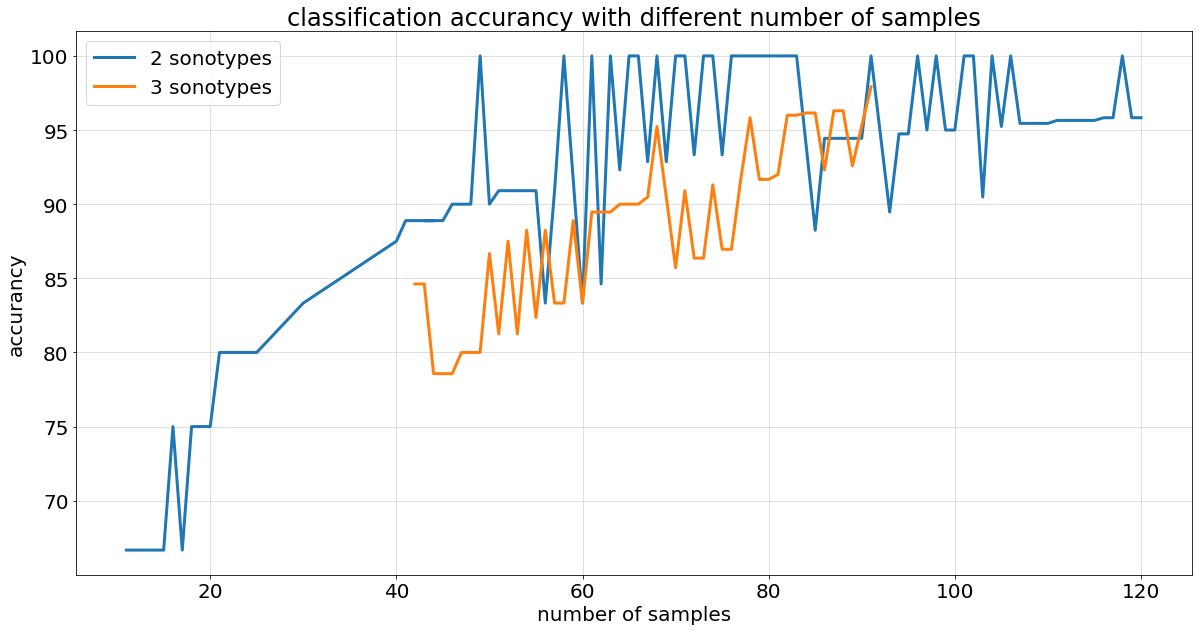 classification accurancy with different number of samples
2 sonotypes
3 sonotypes
accurancy
100
95
90
85
80
75
70
20
40
60
80
100
120
number of samples